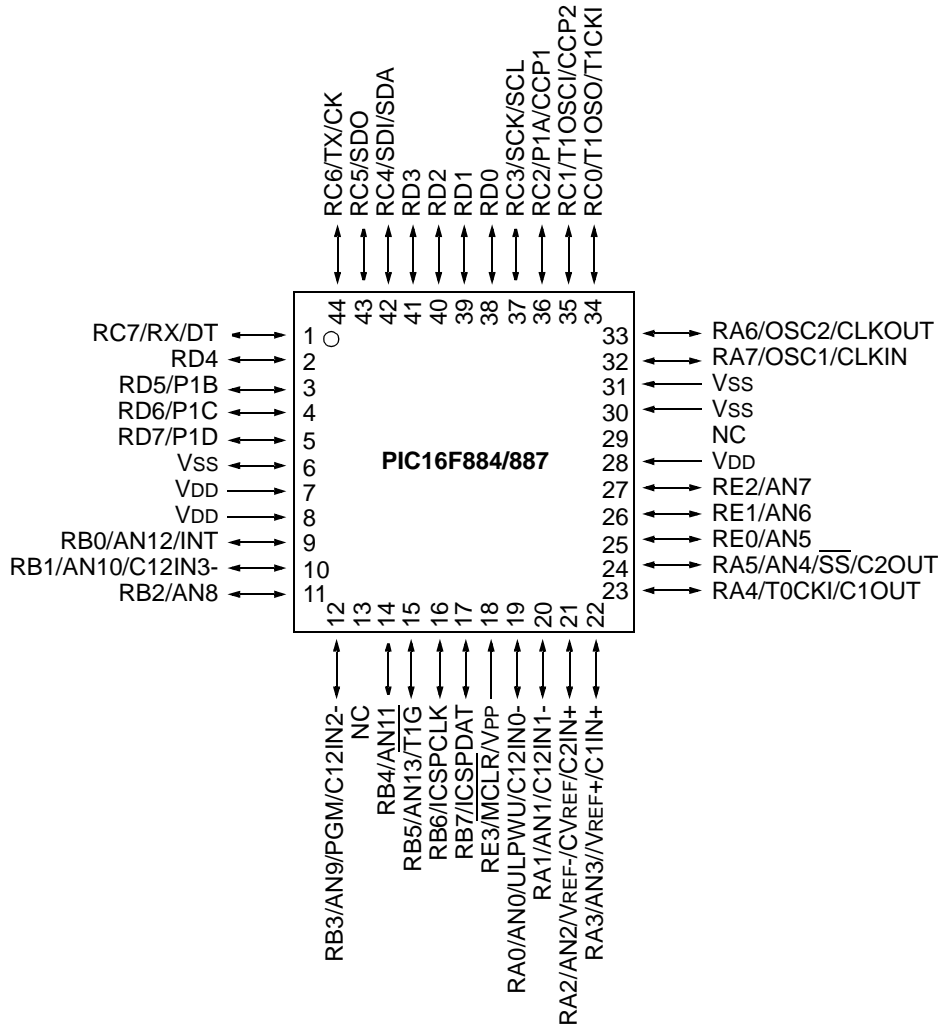 RC6/TX/CK
RC5/SDO
RC4/SDI/SDA
RD3
RD2
RD1
RD0
RC3/SCK/SCL
RC2/P1A/CCP1
RC1/T1OSCI/CCP2
RC0/T1OSO/T1CKI
44
43
42
41
40
39
38
37
36
35
34
RC7/RX/DT 1
RD4 2
RD5/P1B 3
RD6/P1C 4
RD7/P1D 5
VSS 6
VDD 7
VDD 8
RB0/AN12/INT 9
RB1/AN10/C12IN3- 10
RB2/AN8 11
PIC16F884/887
33 RA6/OSC2/CLKOUT
32 RA7/OSC1/CLKIN
31 VSS
30 VSS
29 NC
28 VDD
27 RE2/AN7
26 RE1/AN6
25 RE0/AN5
24 RA5/AN4/SS/C2OUT
23 RA4/T0CKI/C1OUT
12
13
14
15
16
17
18
19
20
21
22
RB3/AN9/PGM/C12IN2-
NC
RB4/AN11
RB5/AN13/T1G
RB6/ICSPCLK
RB7/ICSPDAT
RE3/MCLR/VPP
RA0/AN0/ULPWU/C12IN0-
RA1/AN1/C12IN1-
RA2/AN2/VREF-/CVREF/C2IN+
RA3/AN3//VREF+/C1IN+